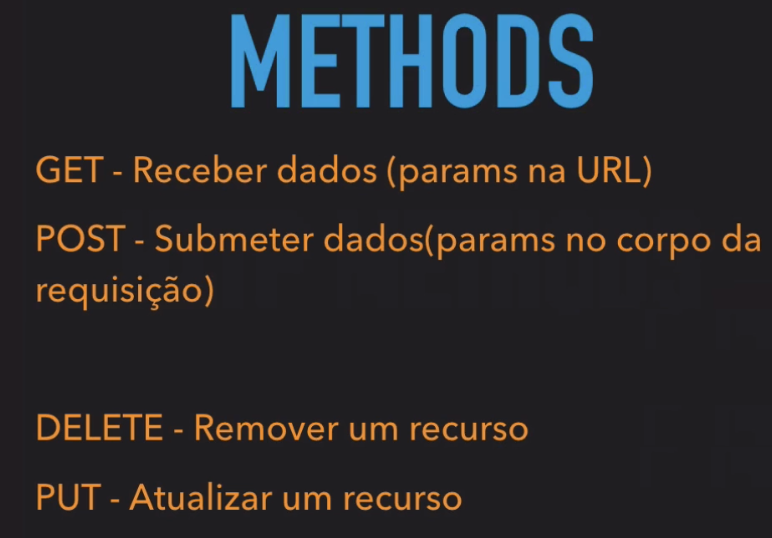 METHODS
GET - Receber dados (params na URL)
POST - Submeter dados(params no corpo da
requisição)
DELETE - Remover um recurso
PUT - Atualizar um recurso